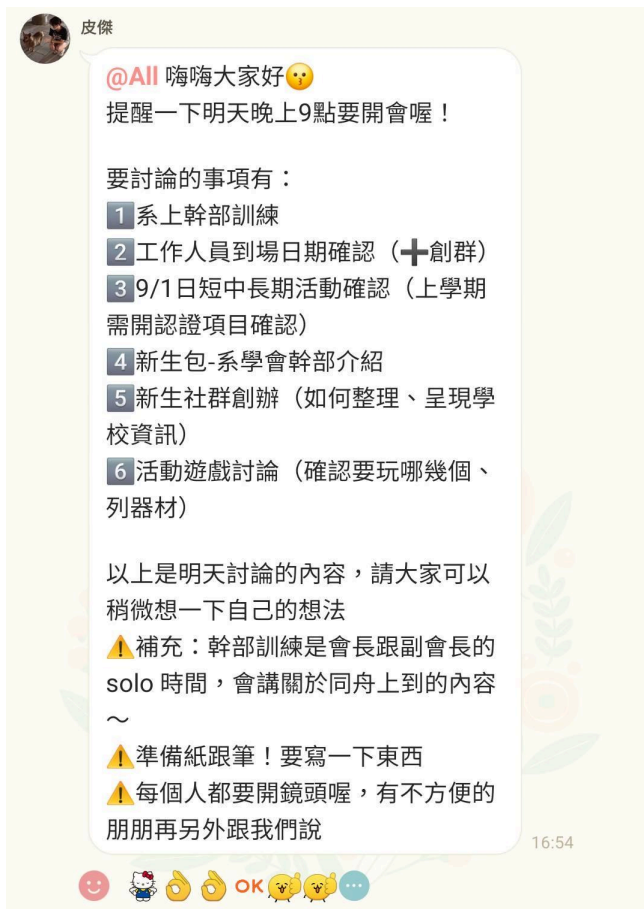 皮傑
@All 嗨嗨大家好😗
提醒一下明天晚上9點要開會喔！
要討論的事項有：
1️⃣系上幹部訓練
2️⃣工作人員到場日期確認（➕創群）
3️⃣9/1日短中長期活動確認（上學期
需開認證項目確認）
4️⃣新生包-系學會幹部介紹
5️⃣新生社群創辦（如何整理、呈現學
校資訊）
6️⃣活動遊戲討論（確認要玩哪幾個、
列器材）
以上是明天討論的內容，請大家可以
稍微想一下自己的想法
⚠️補充：幹部訓練是會長跟副會長的
solo 時間，會講關於同舟上到的內容
～
⚠️準備紙跟筆！要寫一下東西
⚠️每個人都要開鏡頭喔，有不方便的
朋朋再另外跟我們說
16:54
OK